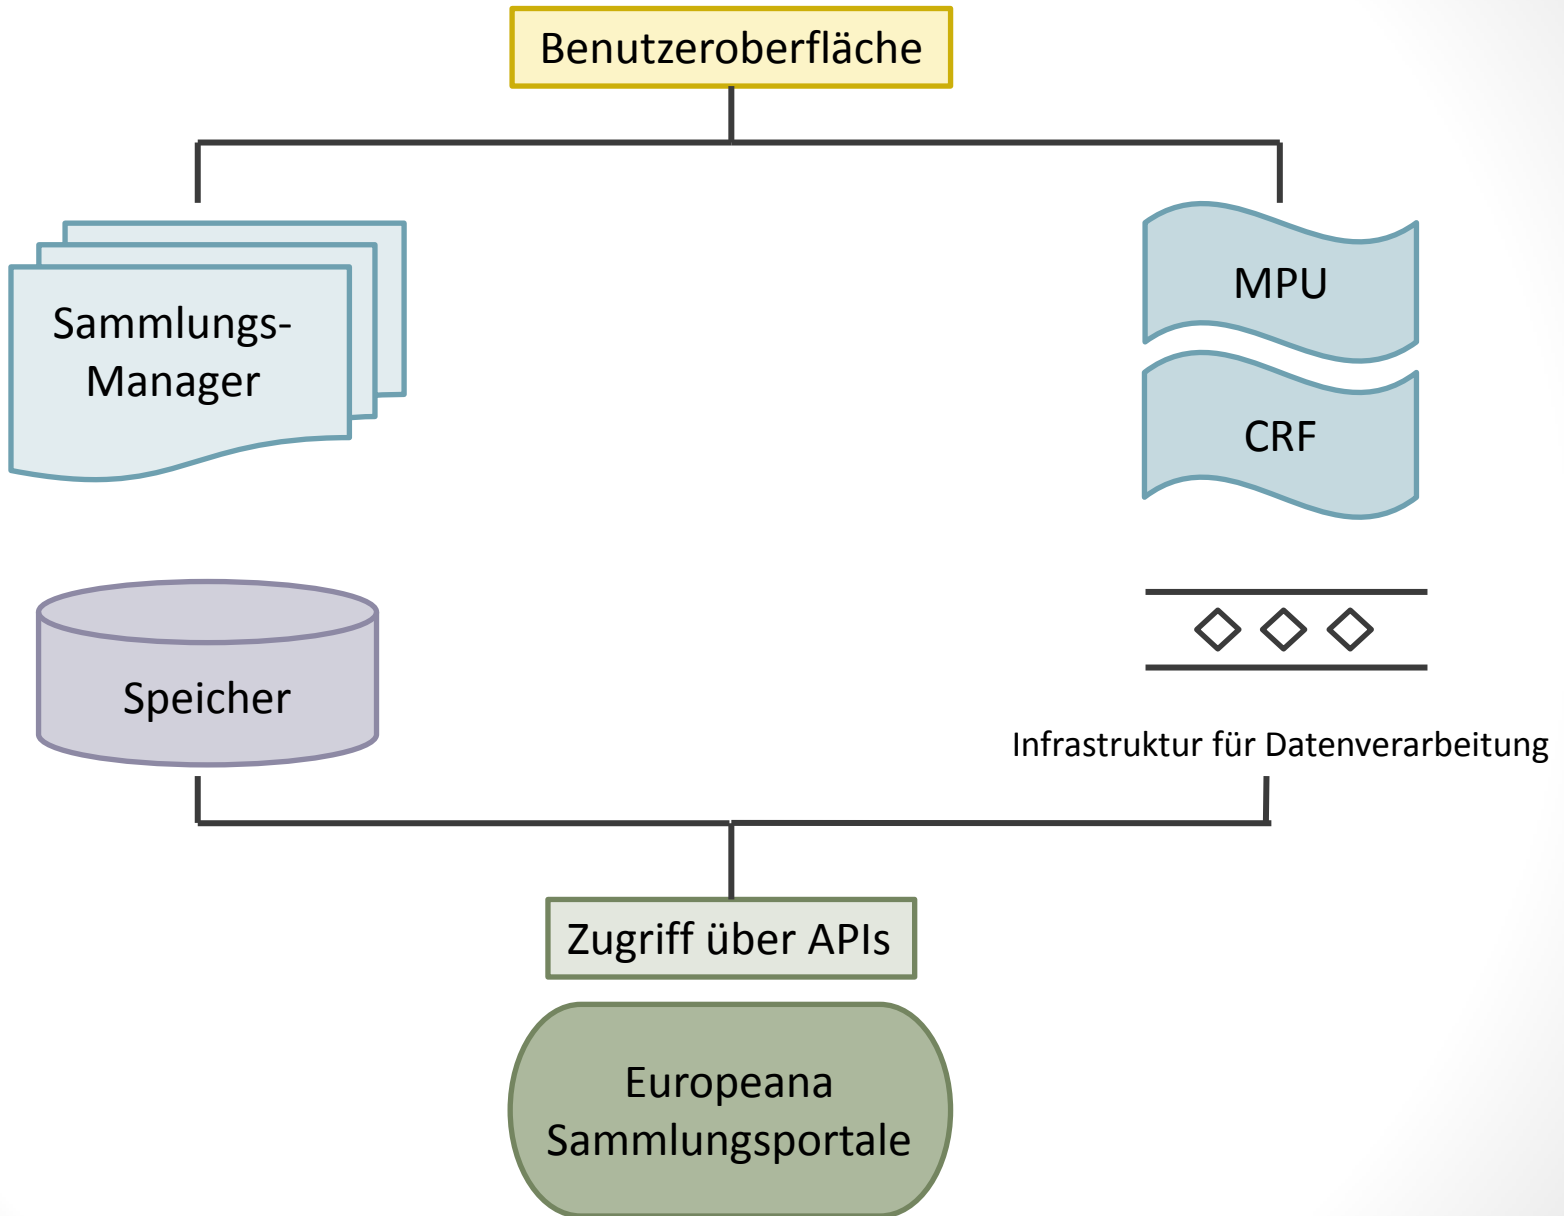 Benutzeroberfläche
Sammlungs-
Manager
MPU
CRF
Speicher
Infrastruktur für Datenverarbeitung
Zugriff über APIs
Europeana
Sammlungsportale